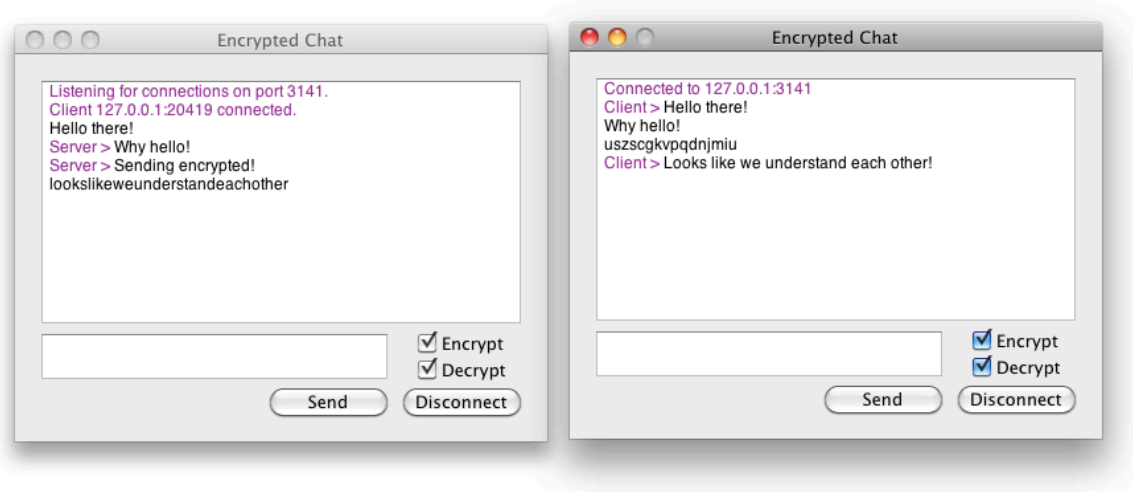 Encrypted Chat
Listening for connections on port 3141.
Client 127.0.0.1:20419 connected.
Hello there!
Server > Why hello!
Server > Sending encrypted!
lookslikeweunderstandeachother
Encrypt
Decrypt
Send
Disconnect
Encrypted Chat
Connected to 127.0.0.1:3141
Client > Hello there!
Why hello!
uszscgkvpqdnjmiu
Client > Looks like we understand each other!
Encrypt
Decrypt
Send
Disconnect